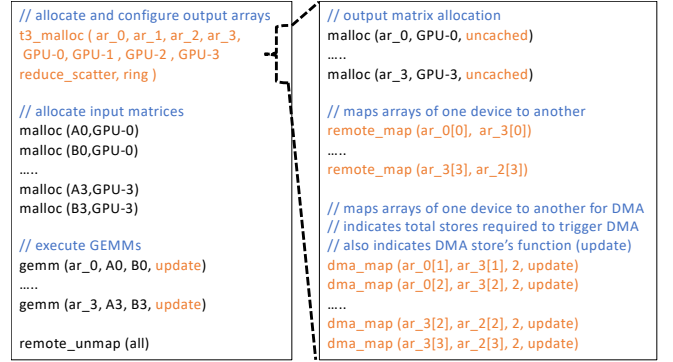 // allocate and configure output arrays
t3_malloc ( ar_0, ar_1, ar_2, ar_3,
GPU-0, GPU-1 , GPU-2 , GPU-3
reduce_scatter, ring )
// allocate input matrices
malloc (A0,GPU-0)
malloc (B0,GPU-0)
…..
malloc (A3,GPU-3)
malloc (B3,GPU-3)
// execute GEMMs
gemm (ar_0, A0, B0, update)
…..
gemm (ar_3, A3, B3, update)
remote_unmap (all)
// output matrix allocation
malloc (ar_0, GPU-0, uncached)
…..
malloc (ar_3, GPU-3, uncached)
// maps arrays of one device to another
remote_map (ar_0[0], ar_3[0])
…..
remote_map (ar_3[3], ar_2[3])
// maps arrays of one device to another for DMA
// indicates total stores required to trigger DMA
// also indicates DMA store’s function (update)
dma_map (ar_0[1], ar_3[1], 2, update)
dma_map (ar_0[2], ar_3[2], 2, update)
…..
dma_map (ar_3[2], ar_2[2], 2, update)
dma_map (ar_3[3], ar_2[3], 2, update)